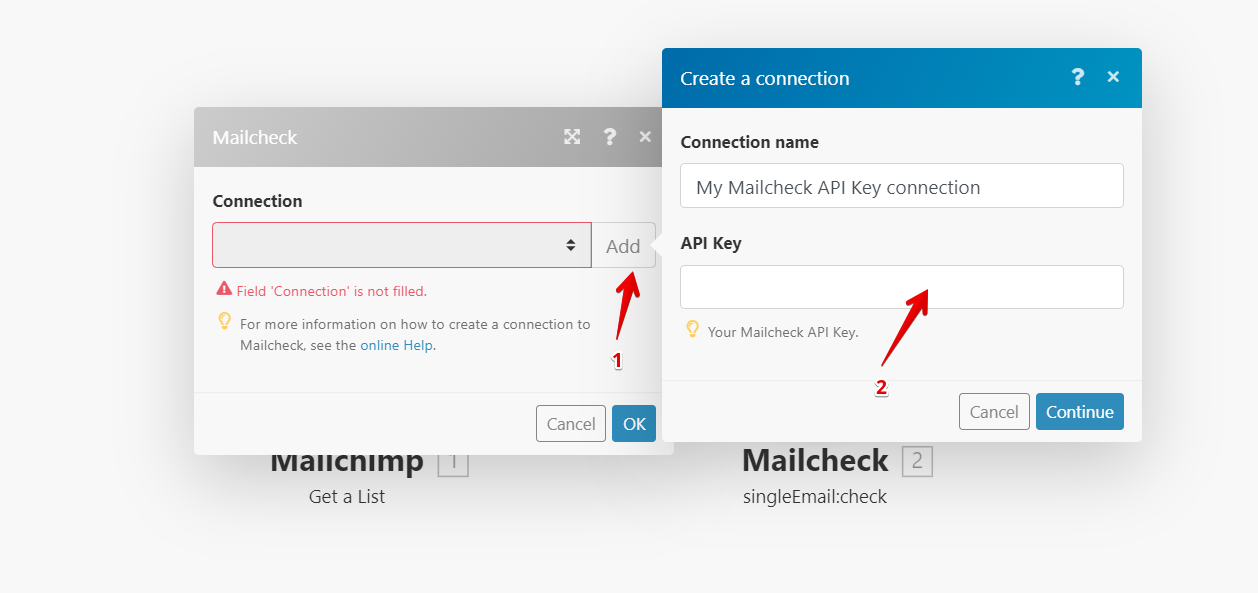 Create a connection
?
Mailcheck
?
Connection name
My Mailcheck API Key connection
Connection
API Key
Add
Field 'Connection' is not filled.
For more information on how to create a connection to
Mailcheck, see the online Help.
Your Mailcheck API Key.
1
2
Cancel
OK
Cancel
Continue
Mailchimp 1
Get a List
Mailcheck 2
singleEmail:check